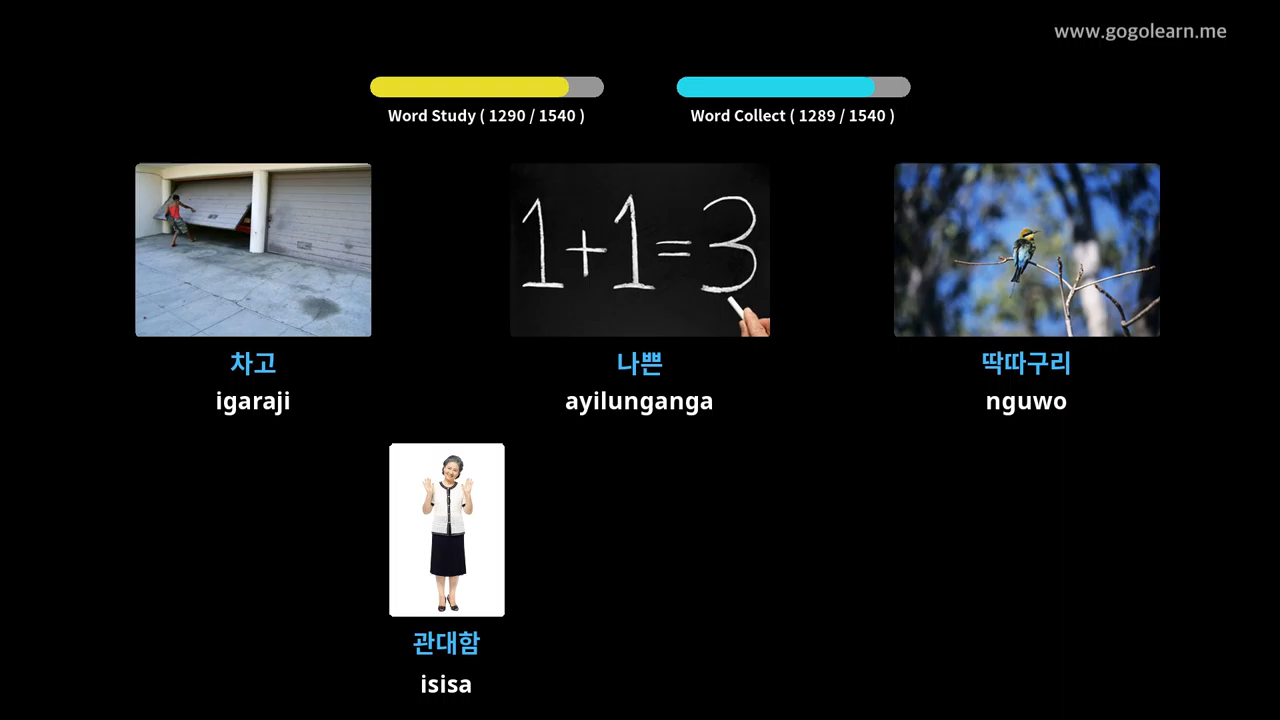 www.gogolearn.me
Word Study ( 1290 / 1540 )
Word Collect ( 1289 / 1540 )
1+1=3
차고
igaraji
나쁜
ayilunganga
딱따구리
nguwo
관대함
isisa